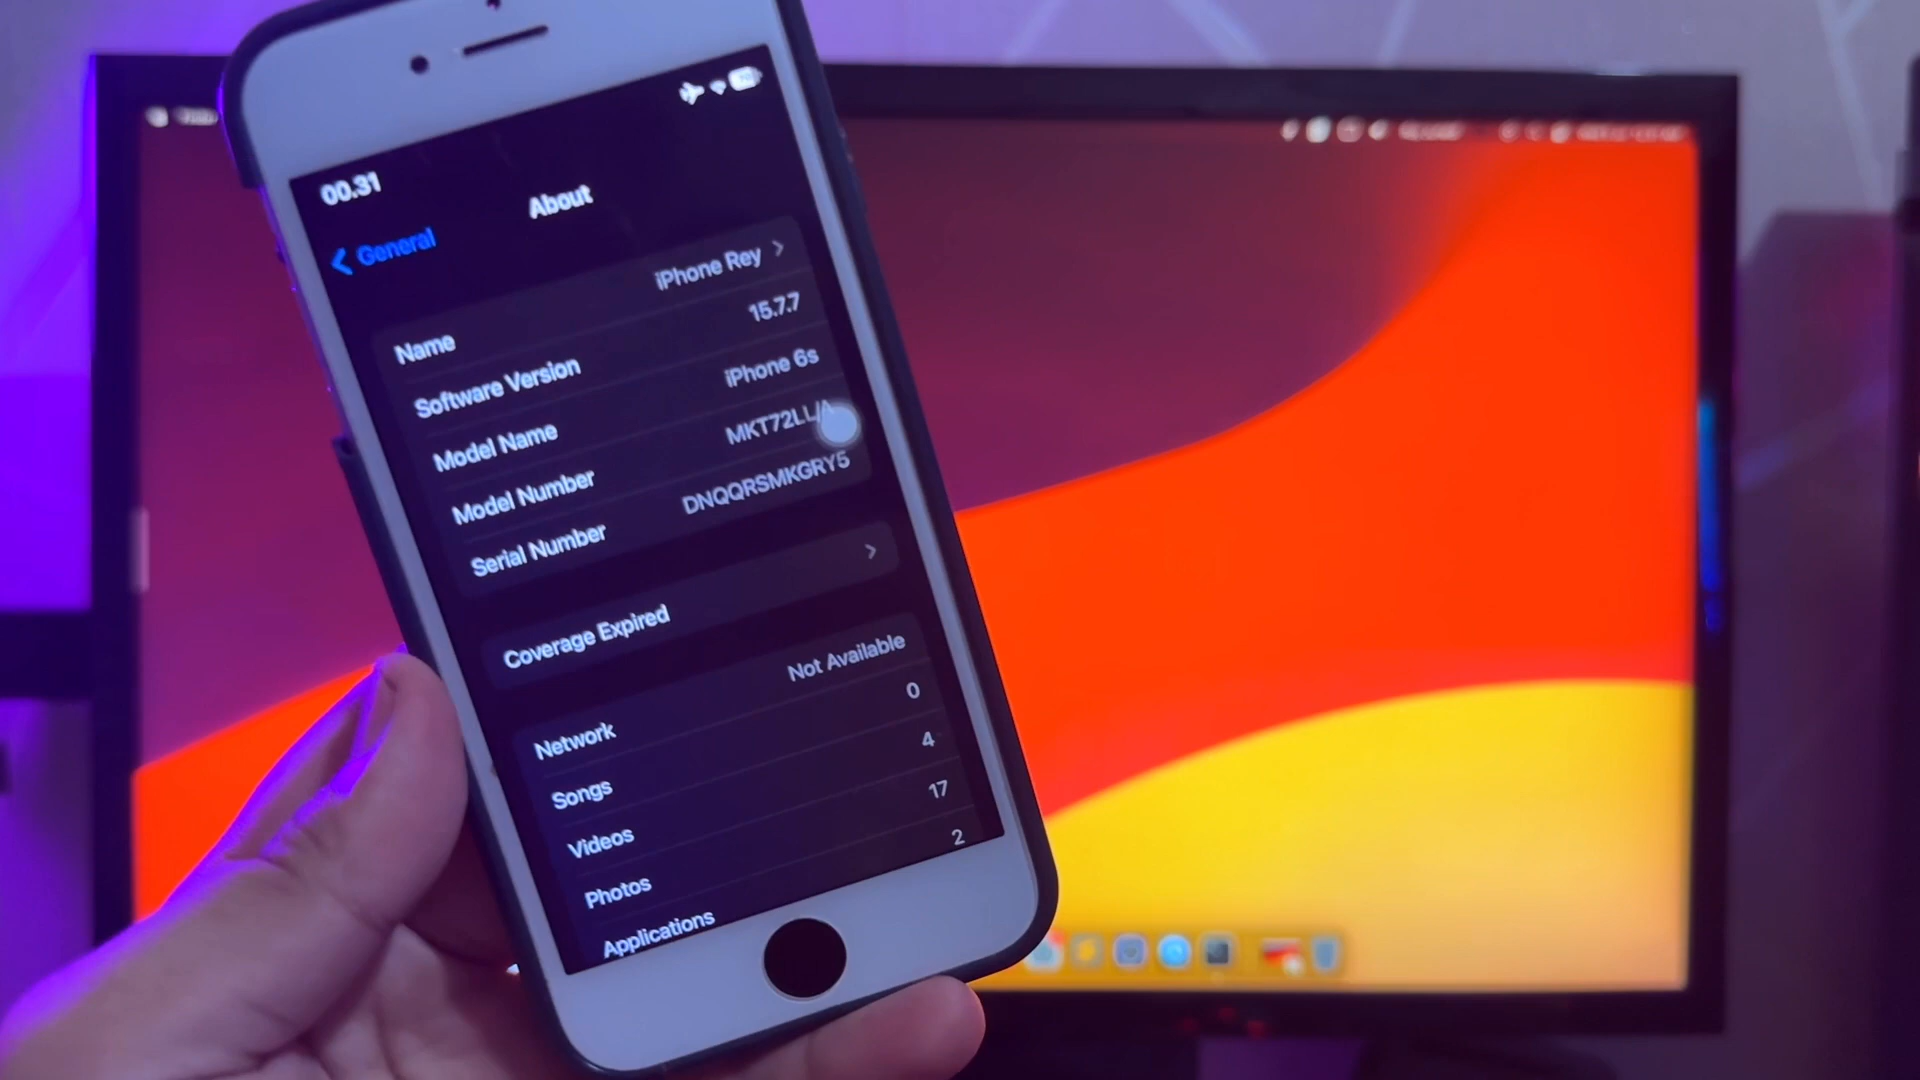 00.31
General
About
Name iPhone Rey
Software Version 15.7.7
Model Name iPhone 6s
Model Number MKT72LL/A
Serial Number DNQQRSMKGRY5
Coverage Expired
Network Not Available
Songs 0
Videos 4
Photos 17
Applications 2